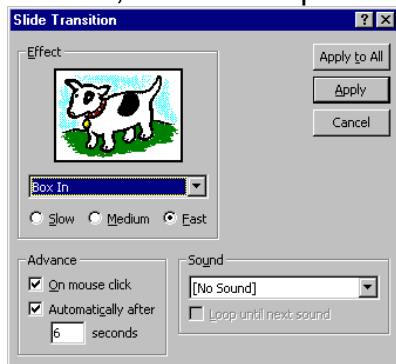 Slide Transition
Effect
Apply to All
Apply
Cancel
Box In
Slow Medium Fast
Advance
On mouse click
Automatically after
6 seconds
Sound
[No Sound]
Loop until next sound